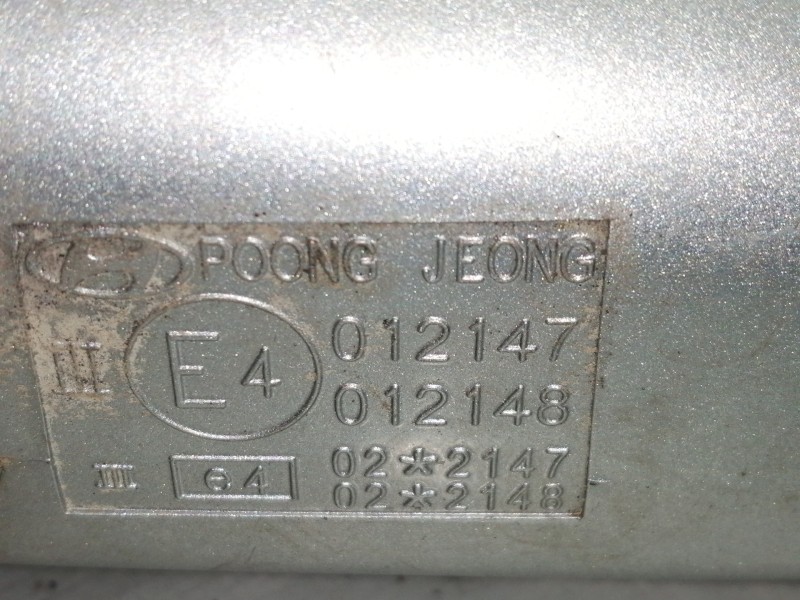 POONG JEONG
III E4 012147
012148
III e4 02*2147
02*2148